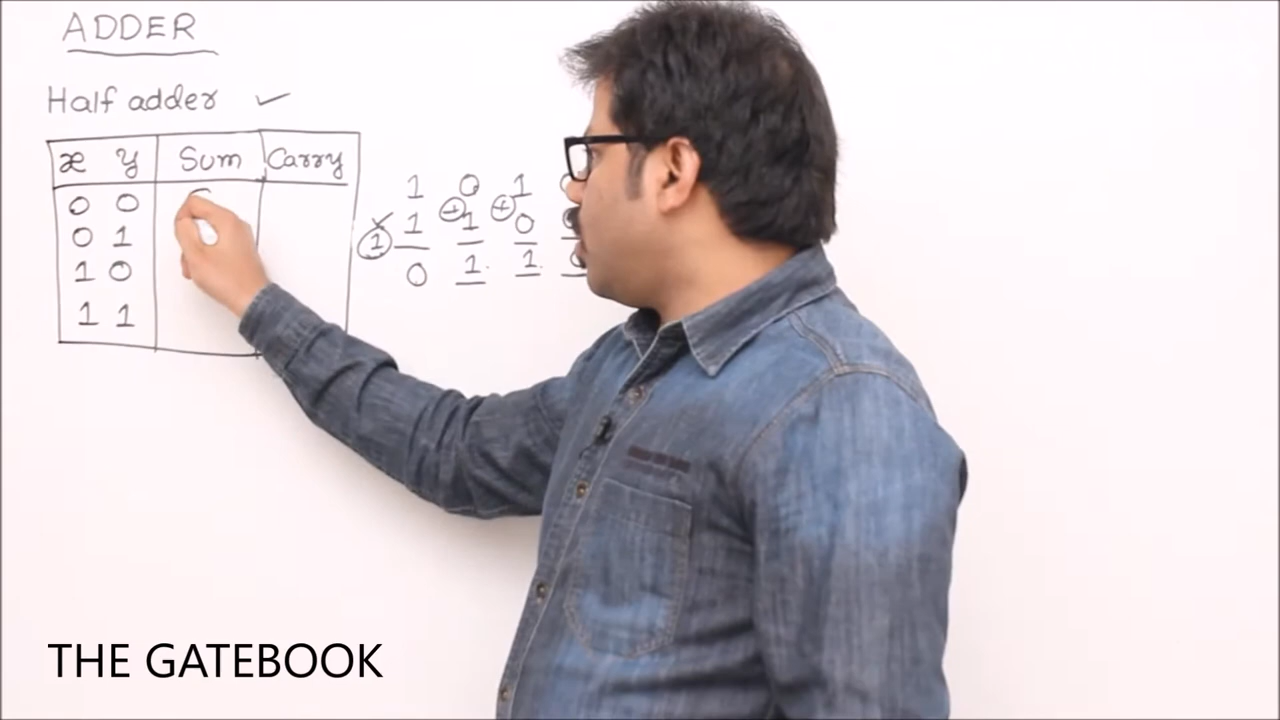 ADDER
Half adder ✓
x y Sum Carry
0 0
0 1
1 0
1 1
1 0 1
1 ⊕ 1 ⊕ 0
1
0 1. 1.
THE GATEBOOK